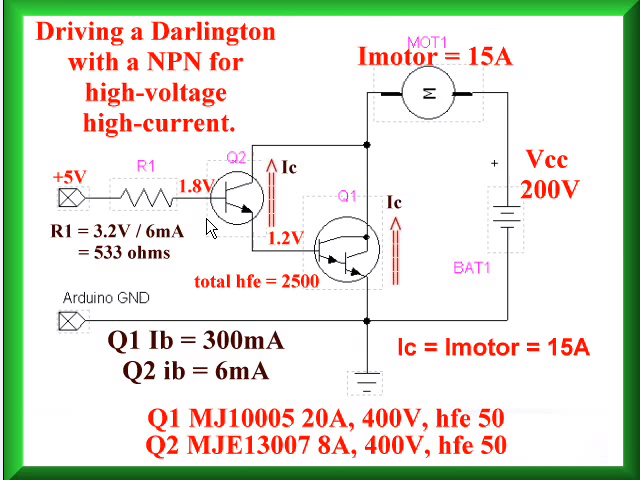 Driving a Darlington
with a NPN for
high-voltage
high-current.
MOT1
Imotor = 15A
M
+5V
R1
1.8V
Q2
Ic
Q1
Ic
+
Vcc
200V
R1 = 3.2V / 6mA
= 533 ohms
1.2V
total hfe = 2500
BAT1
Arduino GND
Q1 Ib = 300mA
Q2 ib = 6mA
Ic = Imotor = 15A
Q1 MJ10005 20A, 400V, hfe 50
Q2 MJE13007 8A, 400V, hfe 50